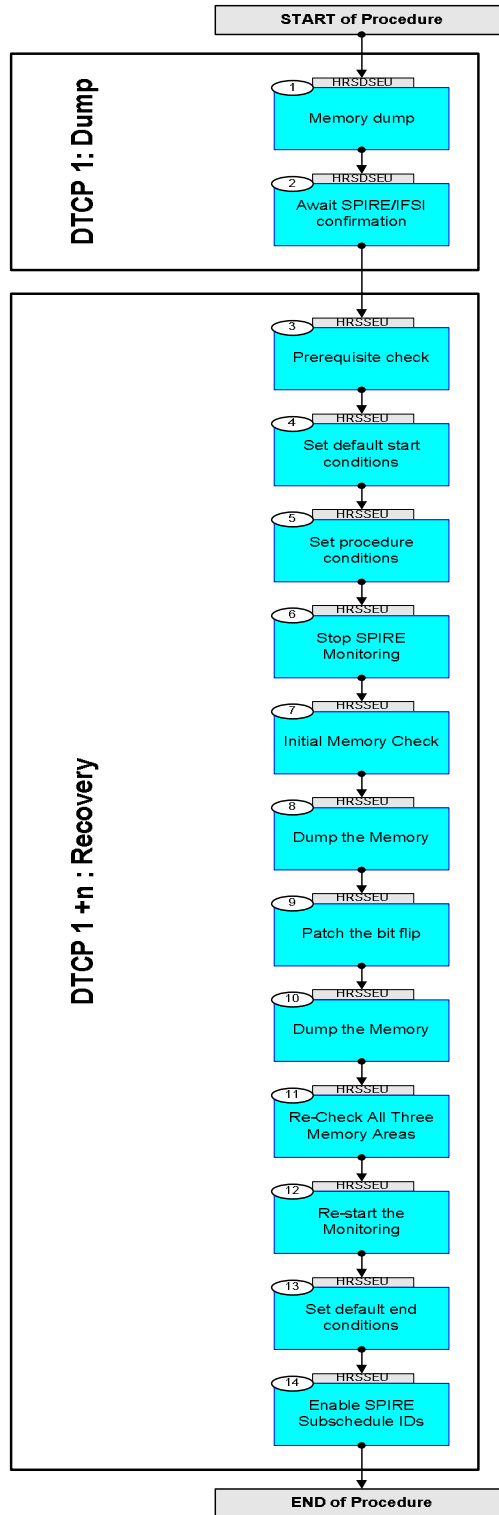 START of Procedure
DTCP 1: Dump
HRSDSEU
1
Memory dump
HRSDSEU
2
Await SPIRE/IFSI
confirmation
DTCP 1 +n : Recovery
HRSSEU
3
Prerequisite check
HRSSEU
4
Set default start
conditions
HRSSEU
5
Set procedure
conditions
HRSSEU
6
Stop SPIRE
Monitoring
HRSSEU
7
Initial Memory Check
HRSSEU
8
Dump the Memory
HRSSEU
9
Patch the bit flip
HRSSEU
10
Dump the Memory
HRSSEU
11
Re-Check All Three
Memory Areas
HRSSEU
12
Re-start the
Monitoring
HRSSEU
13
Set default end
conditions
HRSSEU
14
Enable SPIRE
Subschedule IDs
END of Procedure